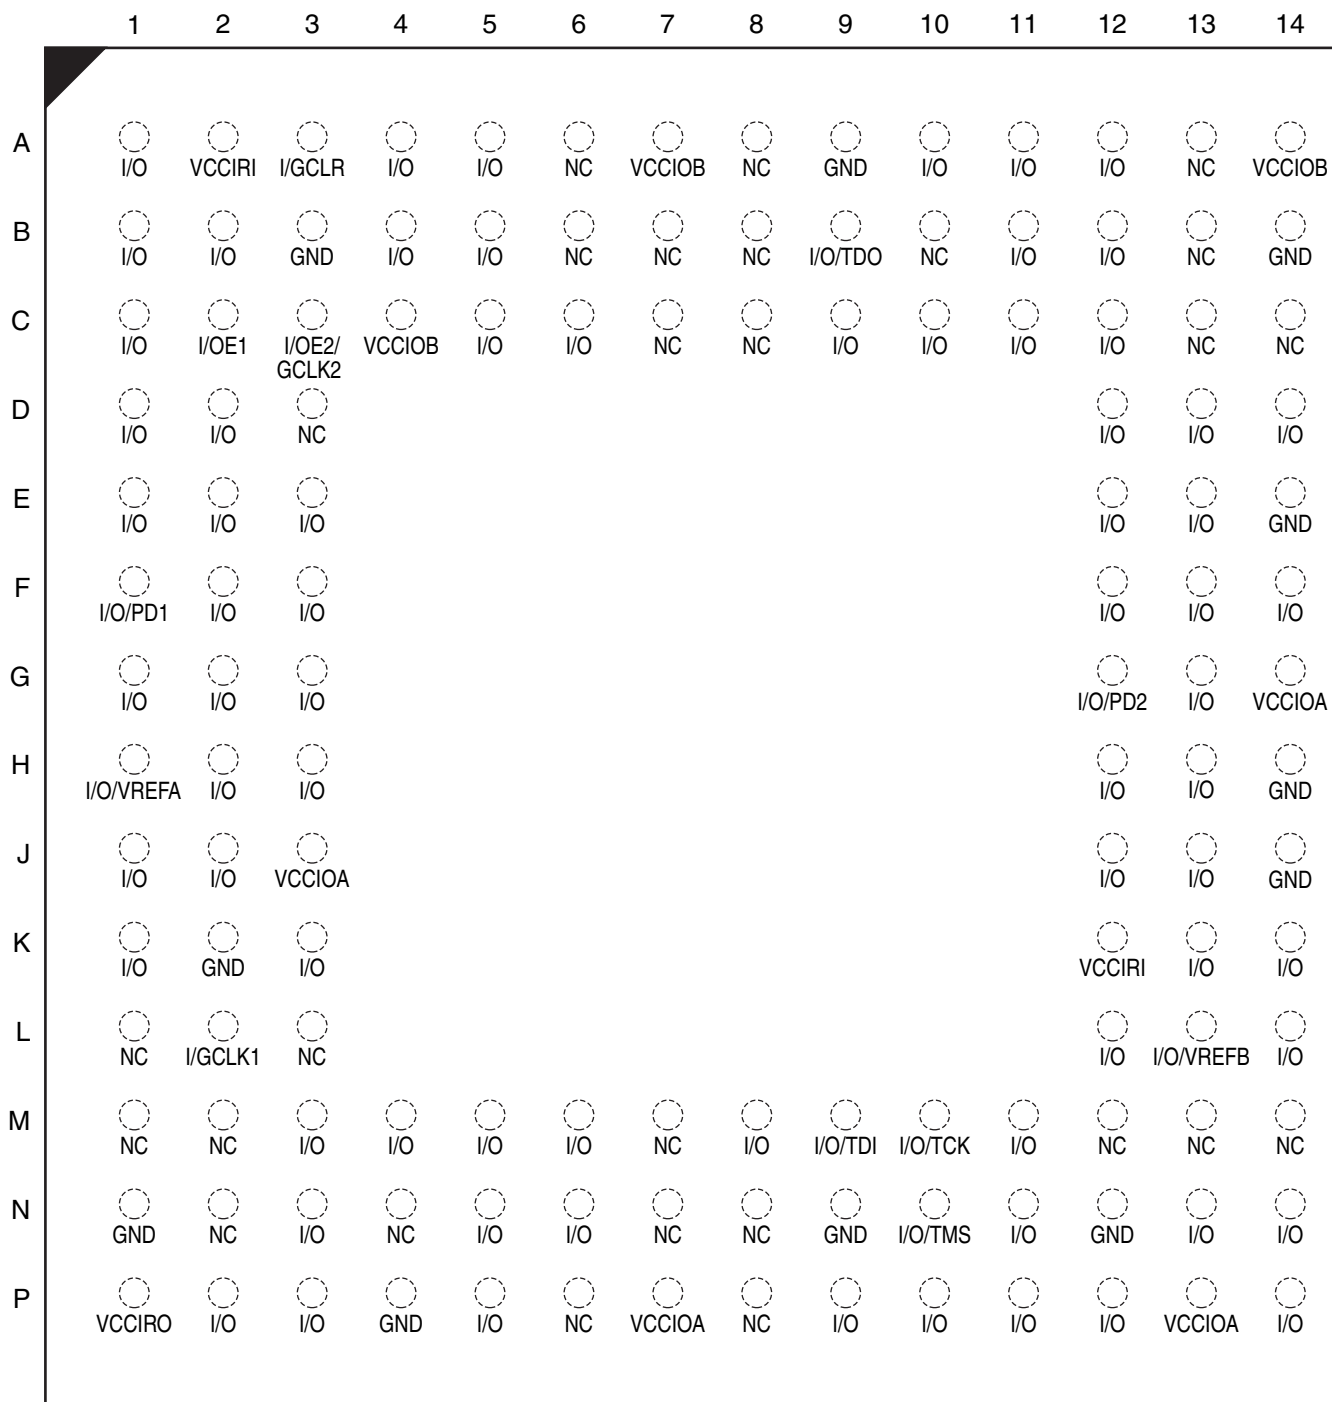 1 2 3 4 5 6 7 8 9 10 11 12 13 14
A
I/O VCCIRI I/GCLR I/O I/O NC VCCIOB NC GND I/O I/O I/O NC VCCIOB
B
I/O I/O GND I/O I/O NC NC NC I/O/TDO NC I/O I/O NC GND
C
I/O I/OE1 I/OE2/ VCCIOB I/O I/O NC NC I/O I/O I/O I/O NC NC
GCLK2
D
I/O I/O NC I/O I/O I/O
E
I/O I/O I/O I/O I/O GND
F
I/O/PD1 I/O I/O I/O I/O I/O
G
I/O I/O I/O I/O/PD2 I/O VCCIOA
H
I/O/VREFA I/O I/O I/O I/O GND
J
I/O I/O VCCIOA I/O I/O GND
K
I/O GND I/O VCCIRI I/O I/O
L
NC I/GCLK1 NC I/O I/O/VREFB I/O
M
NC NC I/O I/O I/O I/O NC I/O I/O/TDI I/O/TCK I/O NC NC NC
N
GND NC I/O NC I/O I/O NC NC GND I/O/TMS I/O GND I/O I/O
P
VCCIRO I/O I/O GND I/O NC VCCIOA NC I/O I/O I/O I/O VCCIOA I/O